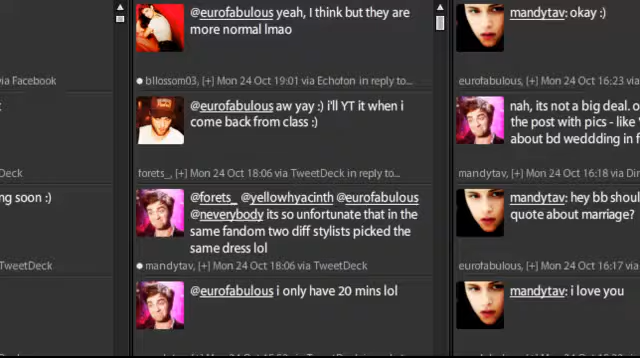 ia Facebook
Deck
ng soon :)
TweetDeck
@eurofabulous yeah, I think but they are
more normal lmao
bllossom03, [+] Mon 24 Oct 19:01 via Echofon in reply to...
@eurofabulous aw yay :) i'll YT it when i
come back from class :)
forets_, [+] Mon 24 Oct 18:06 via TweetDeck in reply to...
@forets_ @yellowhyacinth @eurofabulous
@neverybody its so unfortunate that in the
same fandom two diff stylists picked the
same dress lol
mandytav, [+] Mon 24 Oct 18:06 via TweetDeck
@eurofabulous i only have 20 mins lol
mandytav: okay :)
eurofabulous, [+] Mon 24 Oct 16:23 via
nah, its not a big deal. o
the post with pics - like '
about bd weddding in f
mandytav, [+] Mon 24 Oct 16:18 via Dir
mandytav: hey bb shoul
quote about marriage?
eurofabulous, [+] Mon 24 Oct 16:17 via
mandytav: i love you